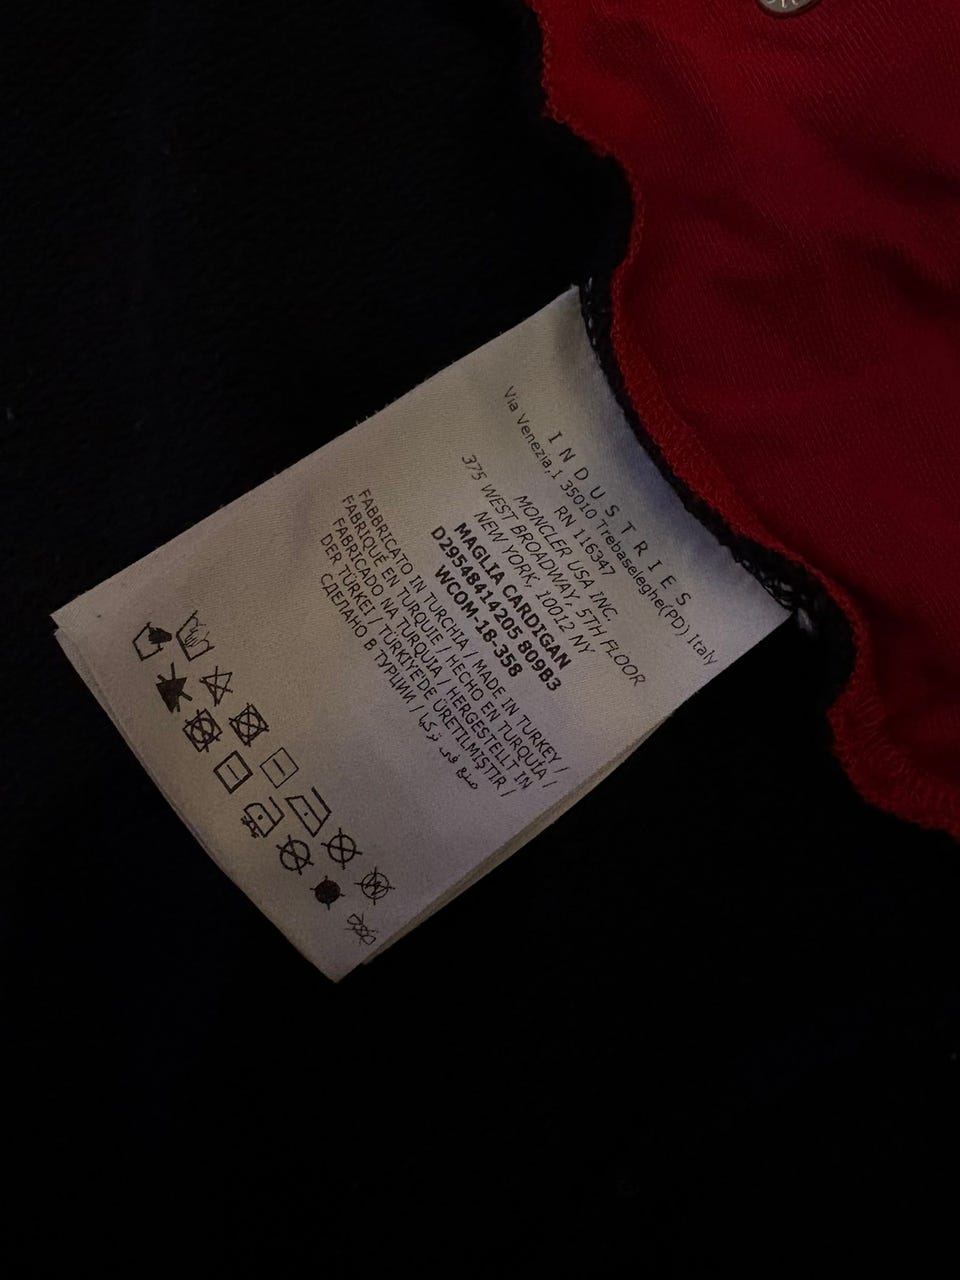 INDUSTRIES
Via Venezia,1 35010 Trebaseleghe(PD) Italy
RN 116347
MONCLER USA INC.
375 WEST BROADWAY, 5TH FLOOR
NEW YORK, 10012 NY
MAGLIA CARDIGAN
D29548414205 809B3
WCOM-18-358
FABBRICATO IN TURCHIA / MADE IN TURKEY /
FABRIQUÉ EN TURQUIE / HECHO EN TURQUÍA /
FABRICADO NA TURQUIA / HERGESTELLT IN
DER TÜRKEI / TÜRKİYE'DE ÜRETILMIŞTIR /
СДЕЛАНО В ТУРЦИИ / صنع في تركيا